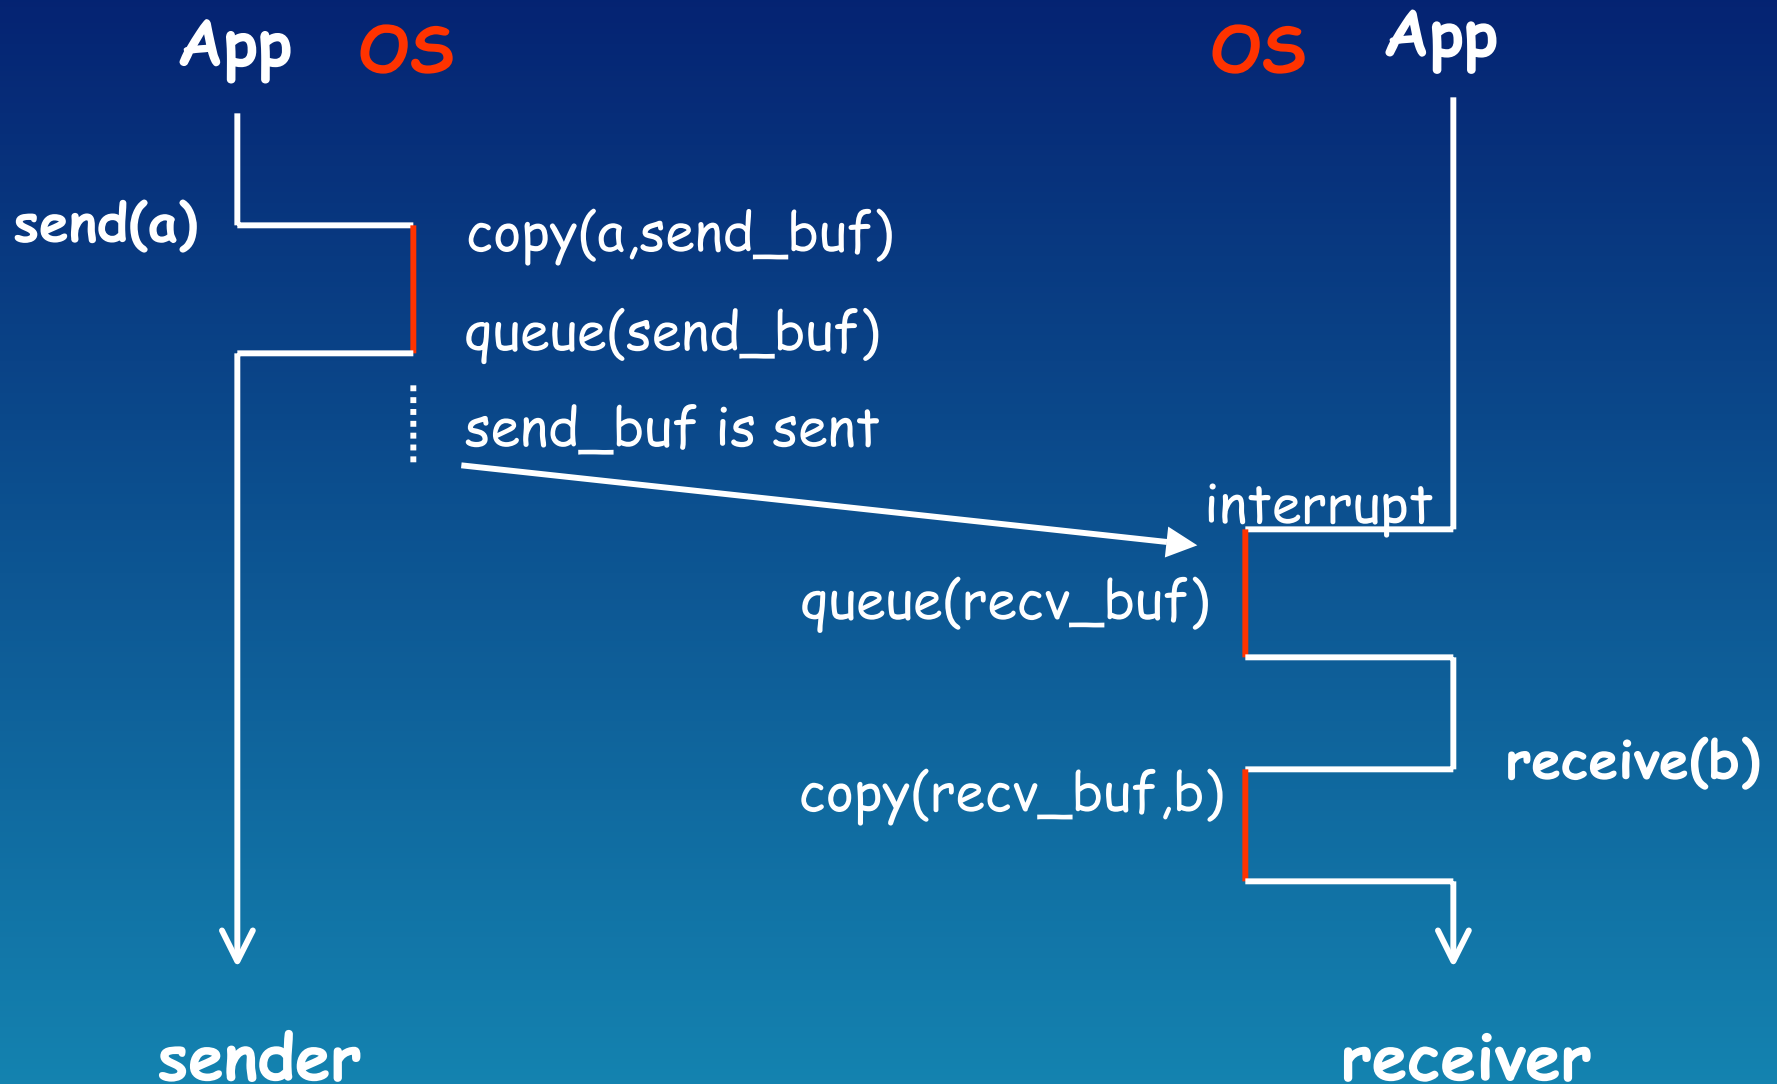 App OS OS App
send(a) copy(a,send_buf)
queue(send_buf)
send_buf is sent
interrupt
queue(recv_buf)
copy(recv_buf,b) receive(b)
sender receiver